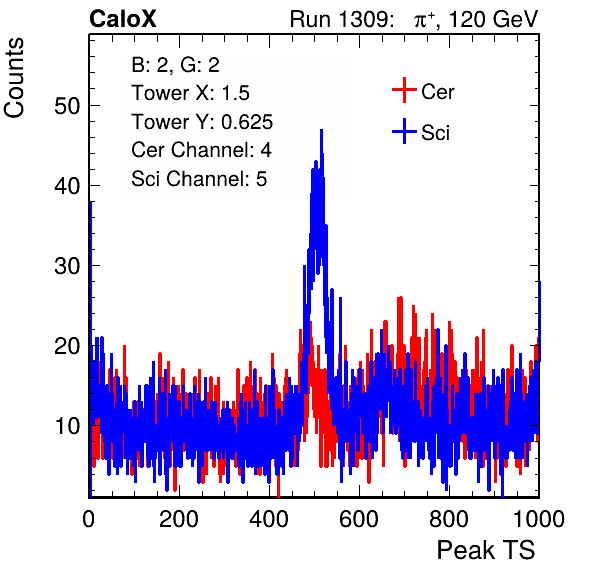 CaloX Run 1309: π⁺, 120 GeV
Counts
B: 2, G: 2
Tower X: 1.5
Tower Y: 0.625
Cer Channel: 4
Sci Channel: 5
Cer
Sci
50
40
30
20
10
0 200 400 600 800 1000
Peak TS